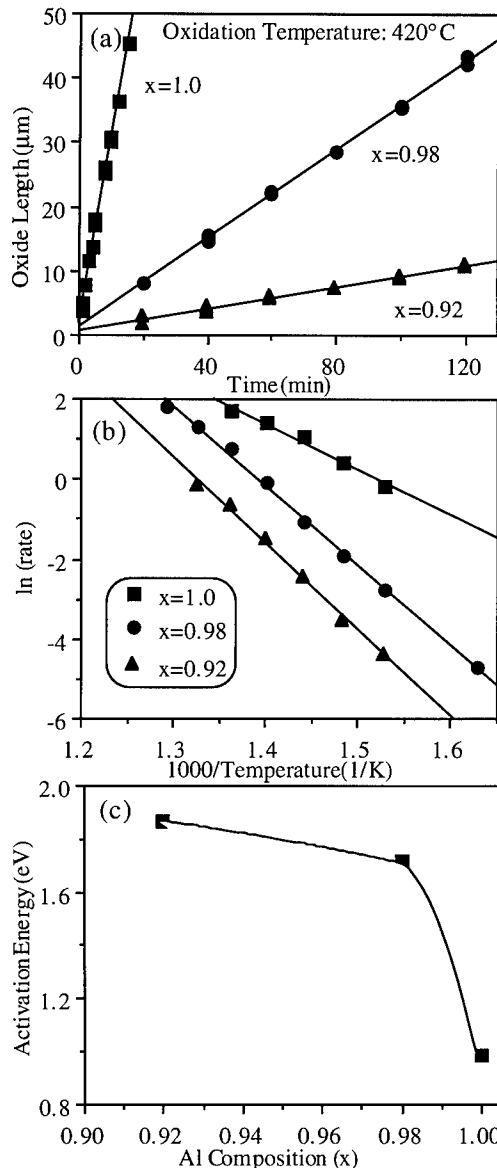 50
(a)
Oxidation Temperature: 420°C
x=1.0
40
30
20
10
0
Oxide Length (µm)
x=0.98
x=0.92
0 40 80 120
Time (min)
2
0
-2
-4
-6
ln (rate)
(b)
x=1.0
x=0.98
x=0.92
1.2 1.3 1.4 1.5 1.6
1000/Temperature(1/K)
2.0
1.6
1.2
0.8
Activation Energy (eV)
(c)
0.90 0.92 0.94 0.96 0.98 1.00
Al Composition (x)